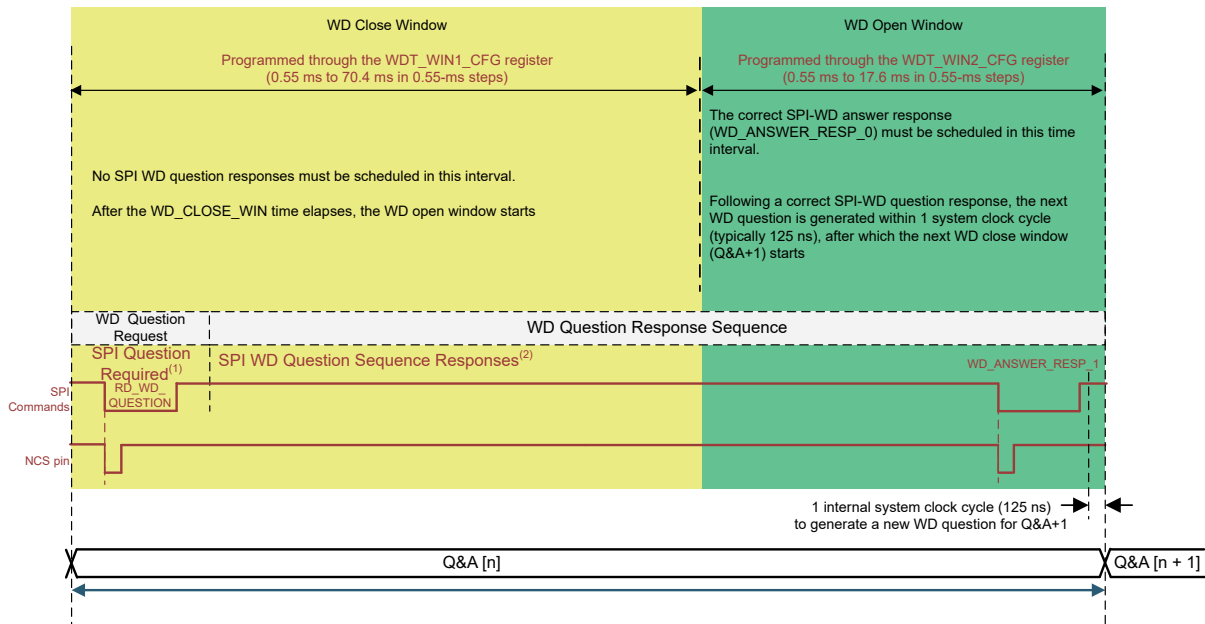 WD Close Window
WD Open Window
Programmed through the WDT_WIN1_CFG register
(0.55 ms to 70.4 ms in 0.55-ms steps)
Programmed through the WDT_WIN2_CFG register
(0.55 ms to 17.6 ms in 0.55-ms steps)
The correct SPI-WD answer response
(WD_ANSWER_RESP_0) must be scheduled in this time
interval.
No SPI WD question responses must be scheduled in this interval.
After the WD_CLOSE_WIN time elapses, the WD open window starts
Following a correct SPI-WD question response, the next
WD question is generated within 1 system clock cycle
(typically 125 ns), after which the next WD close window
(Q&A+1) starts
WD Question
Request
WD Question Response Sequence
SPI Question
Required(1)
SPI WD Question Sequence Responses(2)
WD_ANSWER_RESP_1
SPI
Commands
RD_WD_
QUESTION
NCS pin
1 internal system clock cycle (125 ns)
to generate a new WD question for Q&A+1
Q&A [n]
Q&A [n + 1]